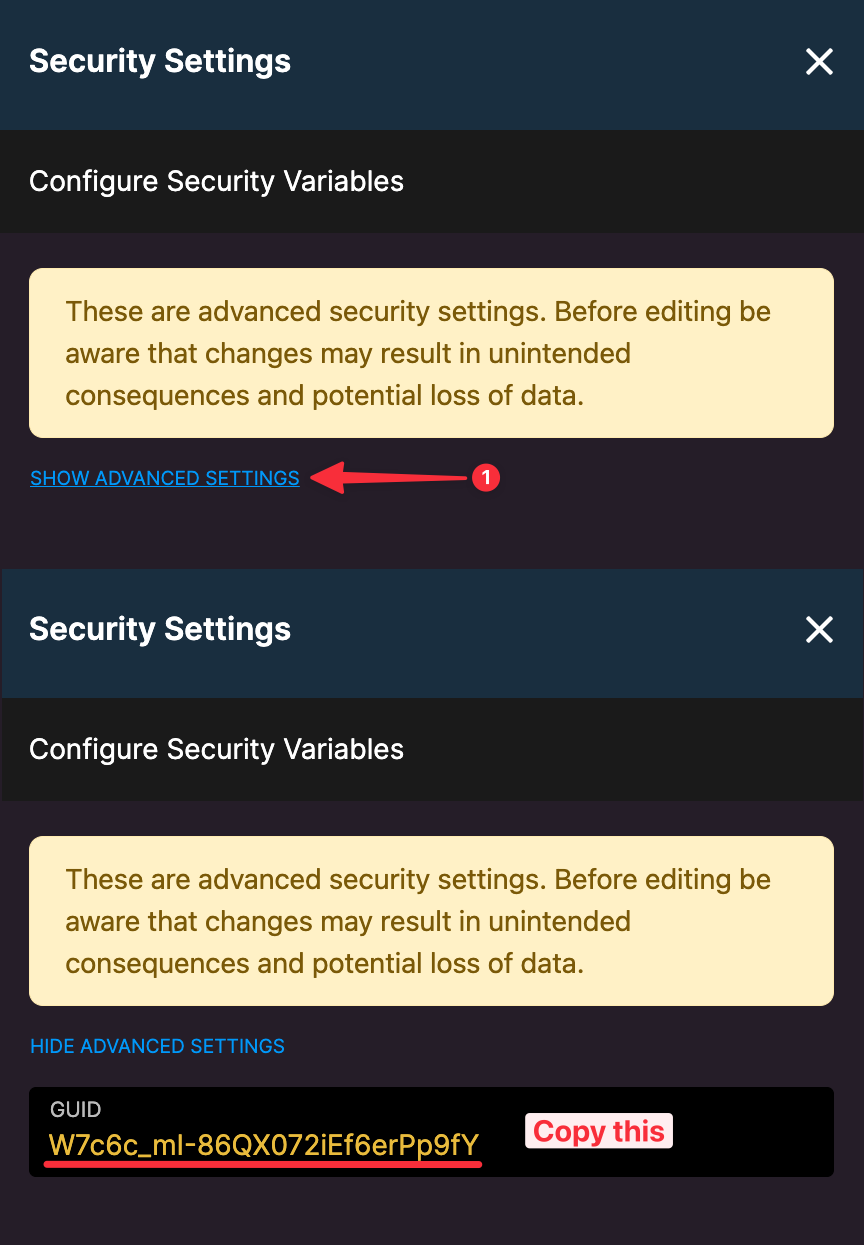 Security Settings
Configure Security Variables
These are advanced security settings. Before editing be
aware that changes may result in unintended
consequences and potential loss of data.
SHOW ADVANCED SETTINGS
1
Security Settings
Configure Security Variables
These are advanced security settings. Before editing be
aware that changes may result in unintended
consequences and potential loss of data.
HIDE ADVANCED SETTINGS
GUID
W7c6c_mI-86QX072iEf6erPp9fY
Copy this